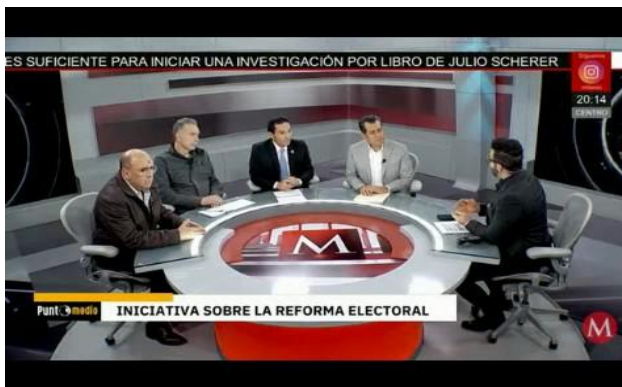 ES SUFICIENTE PARA INICIAR UNA INVESTIGACIÓN POR LIBRO DE JULIO SCHERER
Síguenos
20:14
CENTRO
M
Punto medio
INICIATIVA SOBRE LA REFORMA ELECTORAL
M